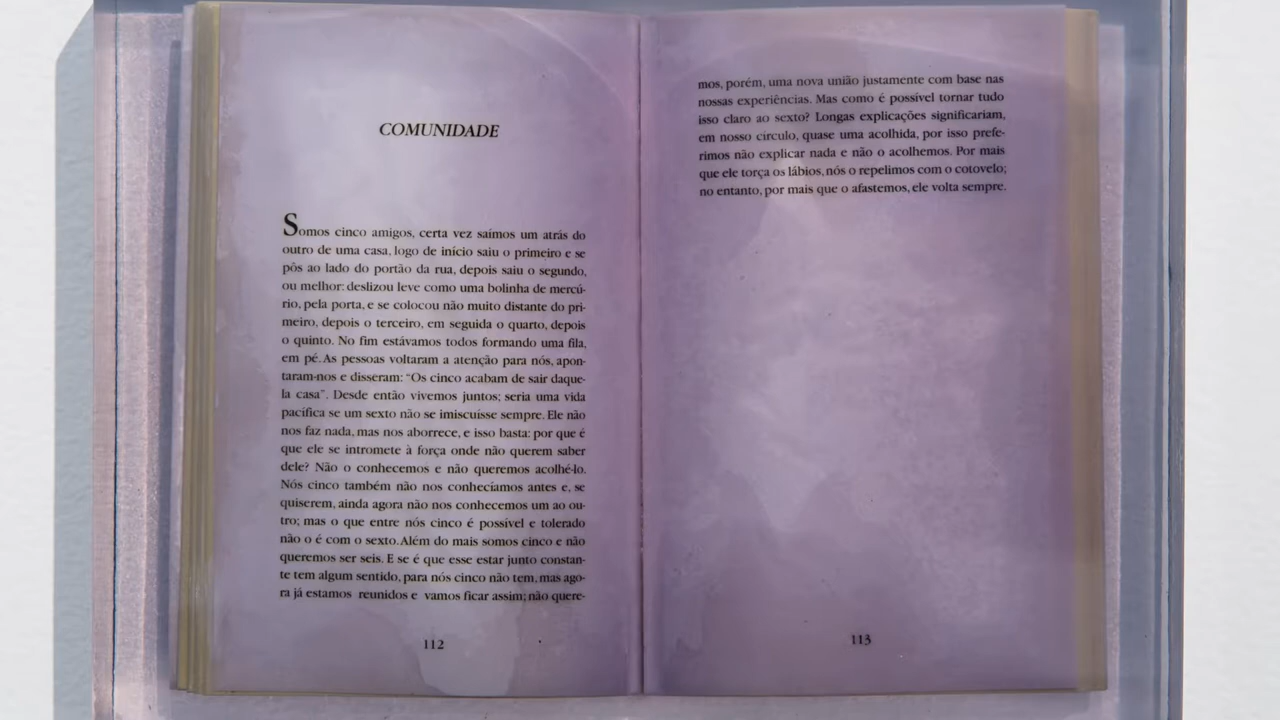 COMUNIDADE
Somos cinco amigos, certa vez saímos um atrás do
outro de uma casa, logo de início saiu o primeiro e se
pôs ao lado do portão da rua, depois saiu o segundo,
ou melhor: deslizou leve como uma bolinha de mercú-
rio, pela porta, e se colocou não muito distante do pri-
meiro, depois o terceiro, em seguida o quarto, depois
o quinto. No fim estávamos todos formando uma fila,
em pé. As pessoas voltaram a atenção para nós, apon-
taram-nos e disseram: “Os cinco acabam de sair daque-
la casa”. Desde então vivemos juntos; seria uma vida
pacífica se um sexto não se imiscuísse sempre. Ele não
nos faz nada, mas nos aborrece, e isso basta: por que é
que ele se intromete à força onde não querem saber
dele? Não o conhecemos e não queremos acolhê-lo.
Nós cinco também não nos conhecíamos antes e, se
quiserem, ainda agora não nos conhecemos um ao ou-
tro; mas o que entre nós cinco é possível e tolerado
não o é com o sexto. Além do mais somos cinco e não
queremos ser seis. E se é que esse estar junto constan-
te tem algum sentido, para nós cinco não tem, mas ago-
ra já estamos reunidos e vamos ficar assim; não quere-
112
mos, porém, uma nova união justamente com base nas
nossas experiências. Mas como é possível tornar tudo
isso claro ao sexto? Longas explicações significariam,
em nosso círculo, quase uma acolhida, por isso prefe-
rimos não explicar nada e não o acolhemos. Por mais
que ele torça os lábios, nós o repelimos com o cotovelo;
no entanto, por mais que o afastemos, ele volta sempre.
113